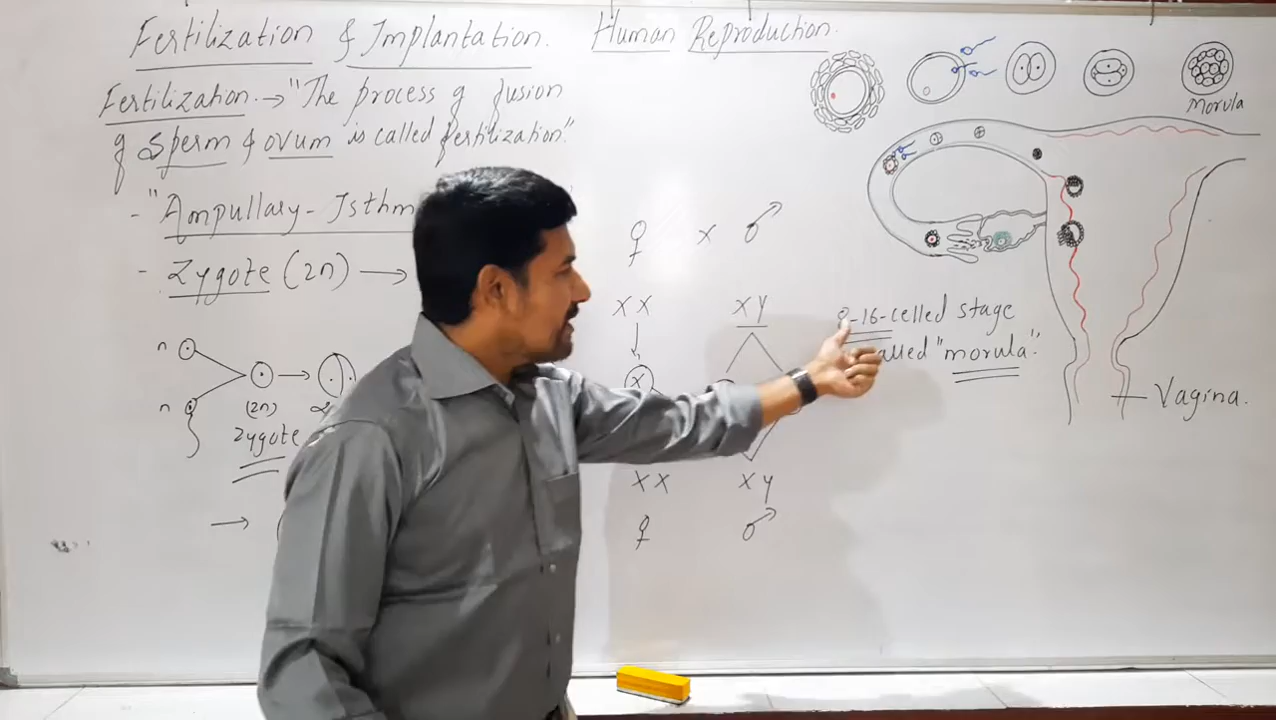 Fertilization & Implantation. Human Reproduction.
Fertilization. → "The process of fusion
of sperm & ovum is called fertilization."
- "Ampullary - Isthm
- Zygote (2n) →
♀ × ♂
XX XY
X
n
n
(2n)
Zygote
→
XX XY
♀ ♂
Morula
8-16-celled stage
alled "morula".
Vagina.